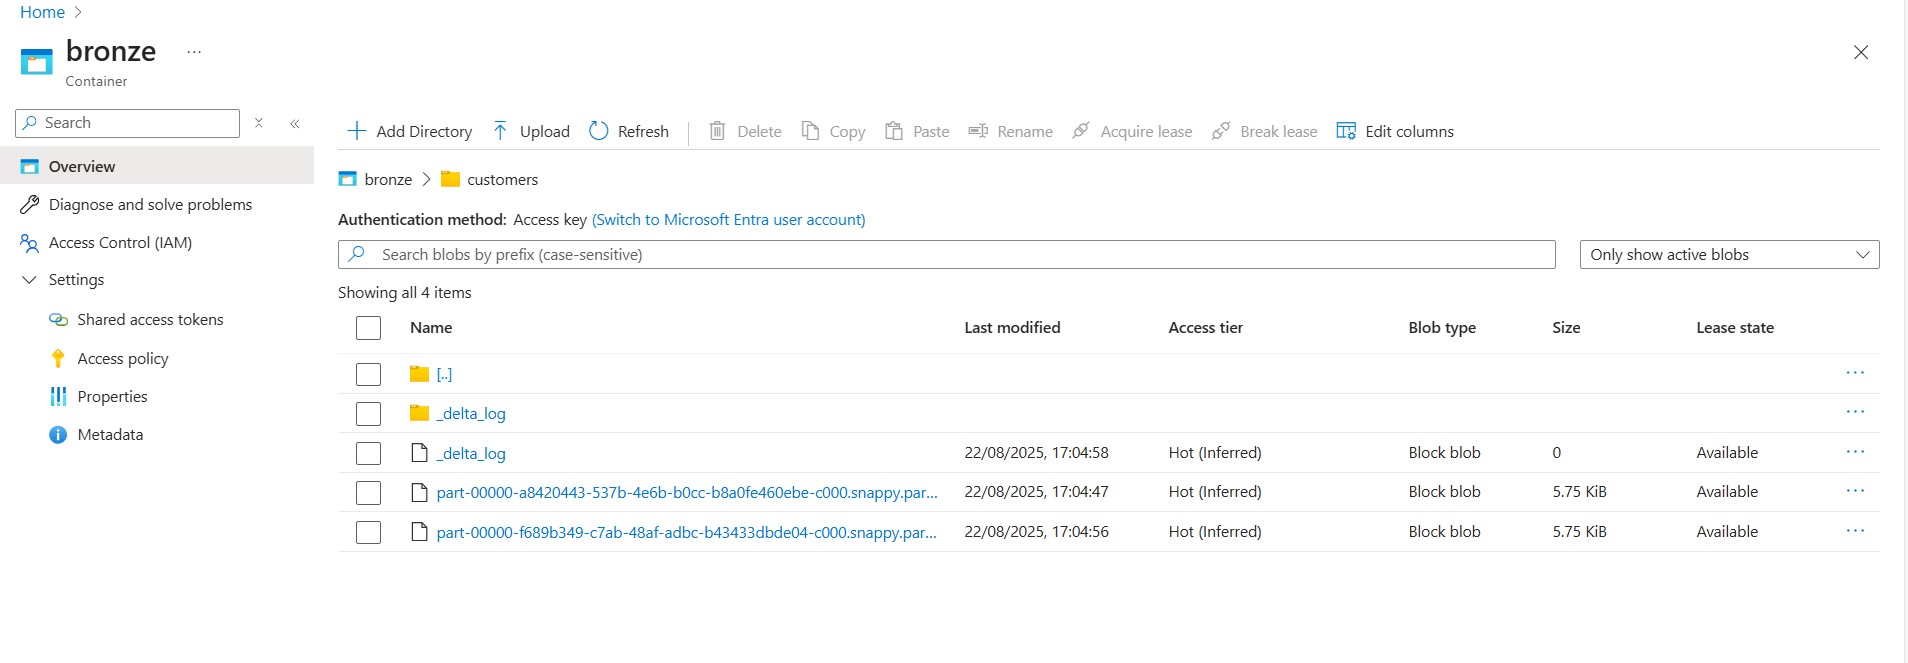 Home
bronze ...
Container
Search
Overview
Diagnose and solve problems
Access Control (IAM)
Settings
Shared access tokens
Access policy
Properties
Metadata
Add Directory Upload Refresh Delete Copy Paste Rename Acquire lease Break lease Edit columns
bronze > customers
Authentication method: Access key (Switch to Microsoft Entra user account)
Search blobs by prefix (case-sensitive) Only show active blobs
Showing all 4 items
Name Last modified Access tier Blob type Size Lease state
[..] ...
_delta_log ...
_delta_log 22/08/2025, 17:04:58 Hot (Inferred) Block blob 0 Available ...
part-00000-a8420443-537b-4e6b-b0cc-b8a0fe460ebe-c000.snappy.par... 22/08/2025, 17:04:47 Hot (Inferred) Block blob 5.75 KiB Available ...
part-00000-f689b349-c7ab-48af-adbc-b43433dbde04-c000.snappy.par... 22/08/2025, 17:04:56 Hot (Inferred) Block blob 5.75 KiB Available ...